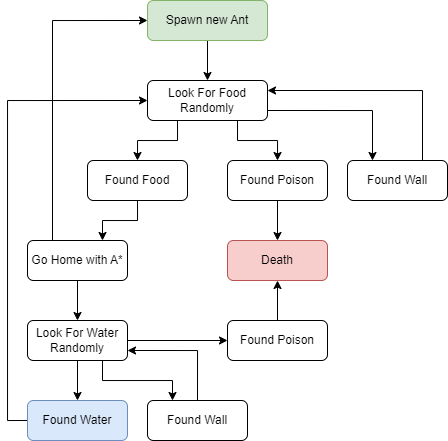 Spawn new Ant
Look For Food
Randomly
Found Food
Found Poison
Found Wall
Go Home with A*
Death
Look For Water
Randomly
Found Poison
Found Water
Found Wall